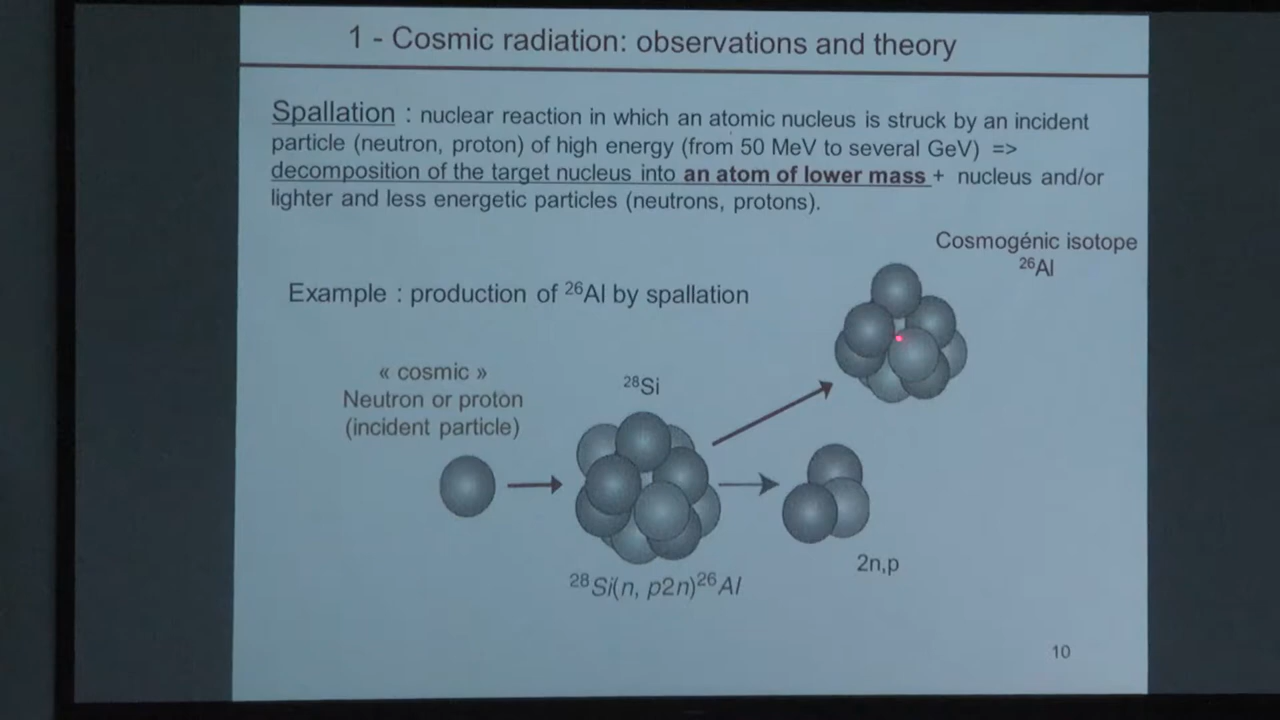 1 - Cosmic radiation: observations and theory
Spallation : nuclear reaction in which an atomic nucleus is struck by an incident
particle (neutron, proton) of high energy (from 50 MeV to several GeV) =>
decomposition of the target nucleus into an atom of lower mass + nucleus and/or
lighter and less energetic particles (neutrons, protons).
Cosmogénic isotope
²⁶Al
Example : production of ²⁶Al by spallation
« cosmic »
Neutron or proton
(incident particle)
²⁸Si
2n,p
²⁸Si(n, p2n)²⁶Al
10